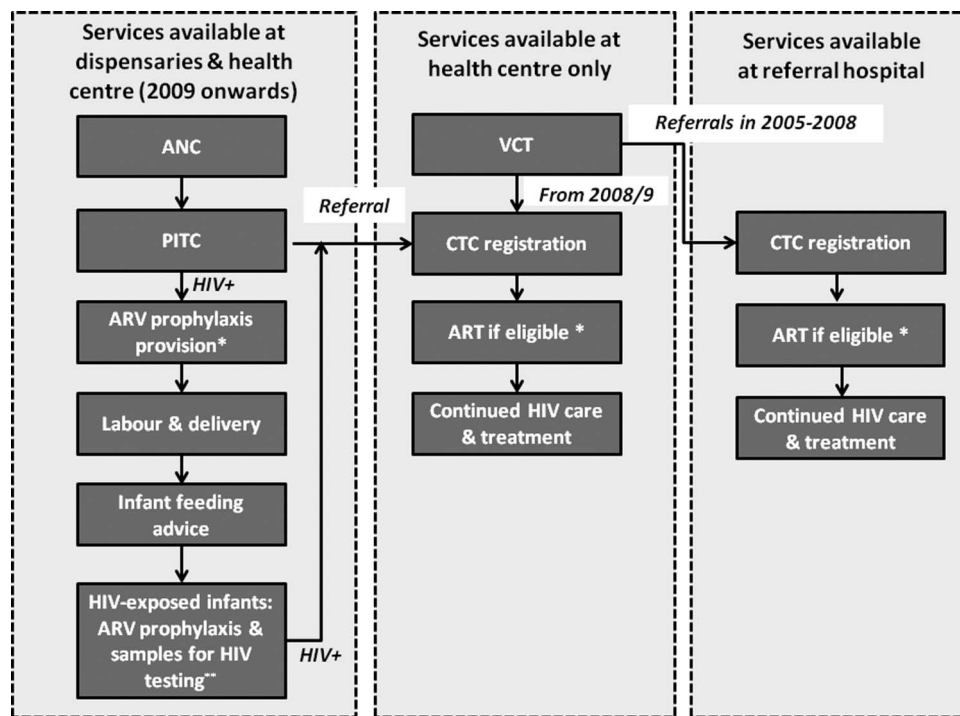 Services available at
dispensaries & health
centre (2009 onwards)
ANC
PITC
HIV+
ARV prophylaxis
provision*
Labour & delivery
Infant feeding
advice
HIV-exposed infants:
ARV prophylaxis &
samples for HIV
testing**
HIV+
Referral
Services available at
health centre only
VCT
From 2008/9
CTC registration
ART if eligible *
Continued HIV care
& treatment
Referrals in 2005-2008
Services available
at referral hospital
CTC registration
ART if eligible *
Continued HIV care
& treatment